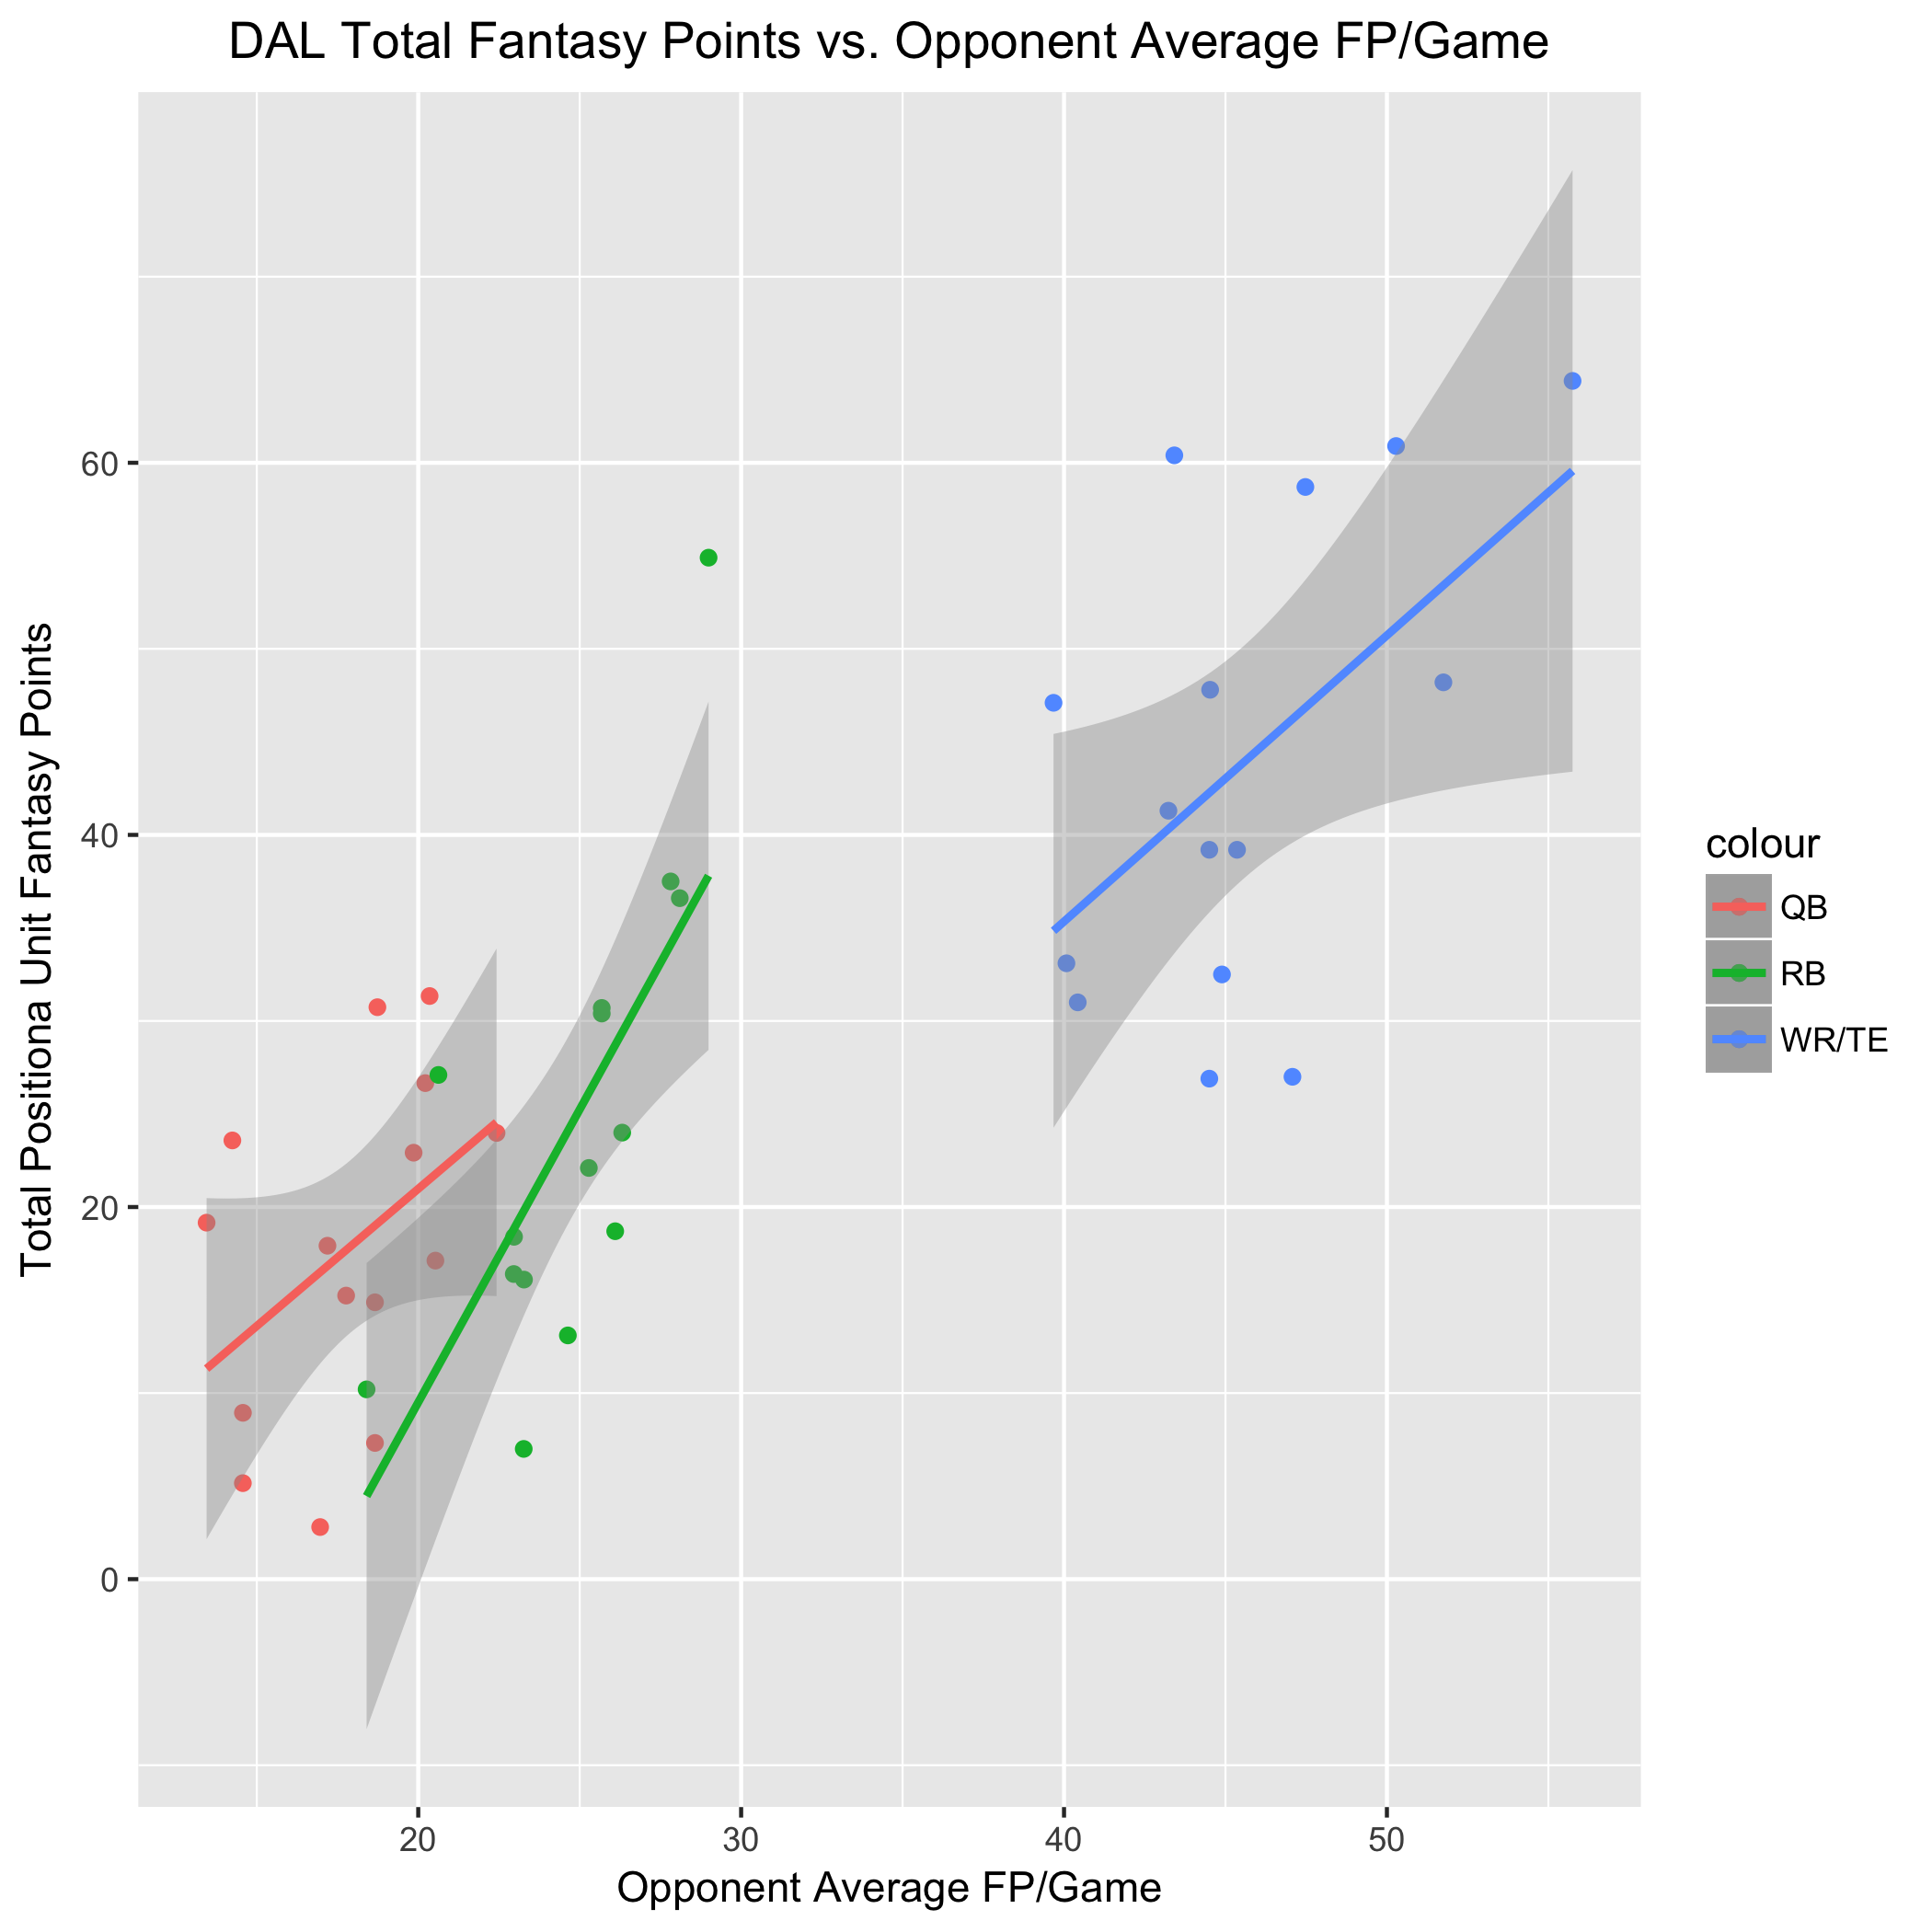 DAL Total Fantasy Points vs. Opponent Average FP/Game
Total Positiona Unit Fantasy Points
60
40
20
0
20 30 40 50
Opponent Average FP/Game
colour
QB
RB
WR/TE